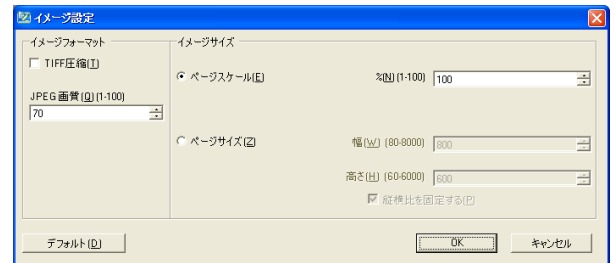 イメージ設定
イメージフォーマット
TIFF圧縮(T)
JPEG 画質(Q) (1-100)
70
イメージサイズ
ページスケール(E)
%(N) (1-100)
100
ページサイズ(Z)
幅(W) (80-8000)
800
高さ(H) (60-6000)
600
縦横比を固定する(P)
デフォルト(D)
OK
キャンセル